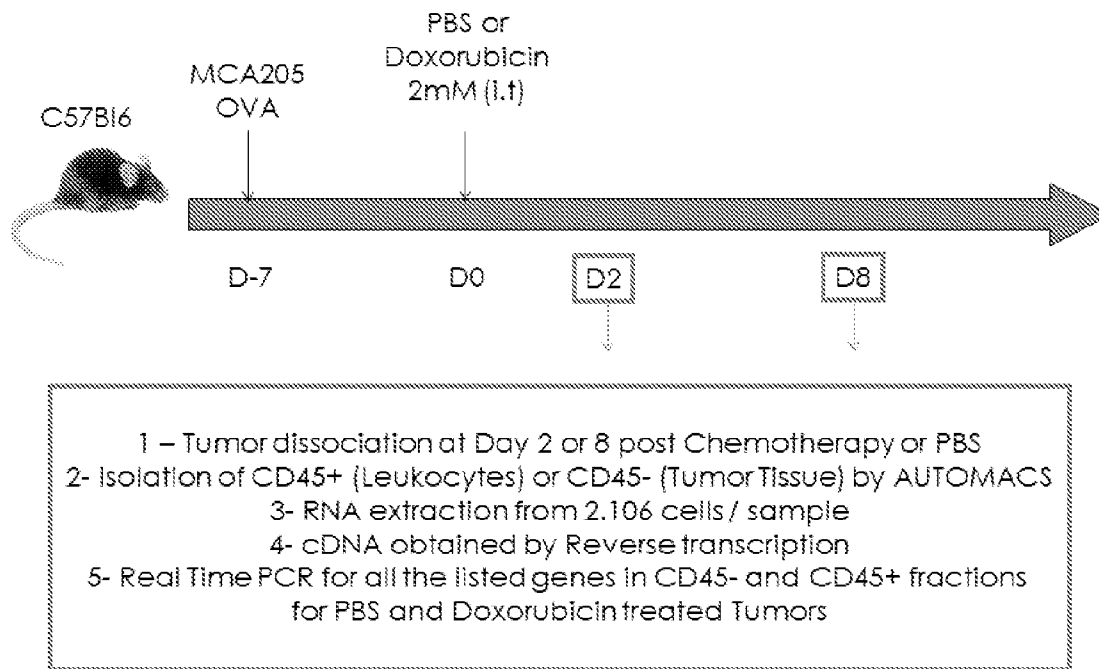 PBS or
Doxorubicin
2mM (i.t)
MCA205
OVA
C57Bl6
D-7
D0
D2
D8
1 – Tumor dissociation at Day 2 or 8 post Chemotherapy or PBS
2- Isolation of CD45+ (Leukocytes) or CD45- (Tumor Tissue) by AUTOMACS
3- RNA extraction from 2.106 cells / sample
4- cDNA obtained by Reverse transcription
5- Real Time PCR for all the listed genes in CD45- and CD45+ fractions
for PBS and Doxorubicin treated Tumors